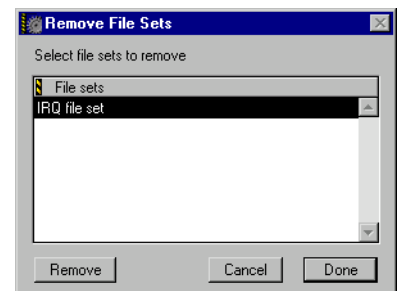 Remove File Sets
Select file sets to remove
File sets
IRQ file set
Remove Cancel Done